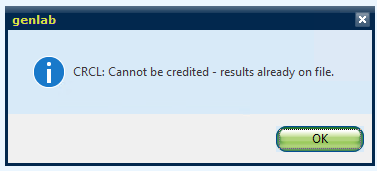 genlab
CRCL: Cannot be credited - results already on file.
OK